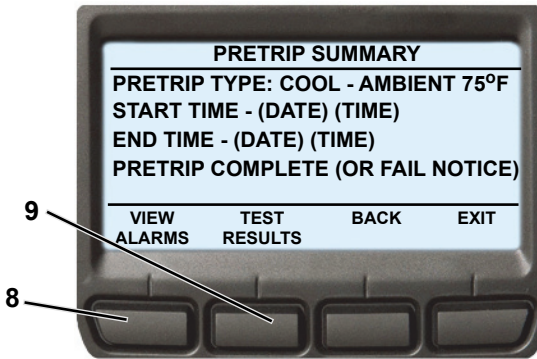 PRETRIP SUMMARY
PRETRIP TYPE: COOL - AMBIENT 75⁰F
START TIME - (DATE) (TIME)
END TIME - (DATE) (TIME)
PRETRIP COMPLETE (OR FAIL NOTICE)
VIEW ALARMS TEST RESULTS BACK EXIT
9
8